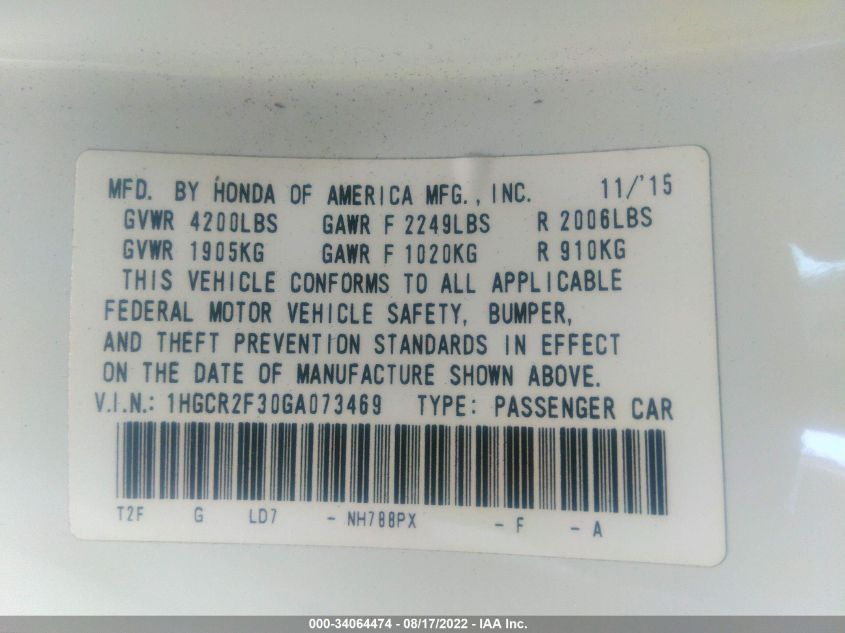 MFD. BY HONDA OF AMERICA MFG., INC. 11/'15
GVWR 4200LBS GAWR F 2249LBS R 2006LBS
GVWR 1905KG GAWR F 1020KG R 910KG
THIS VEHICLE CONFORMS TO ALL APPLICABLE
FEDERAL MOTOR VEHICLE SAFETY, BUMPER,
AND THEFT PREVENTION STANDARDS IN EFFECT
ON THE DATE OF MANUFACTURE SHOWN ABOVE.
V.I.N.: 1HGCR2F30GA073469 TYPE: PASSENGER CAR
T2F G LD7 - NH788PX - F - A
000-34064474 - 08/17/2022 - IAA Inc.